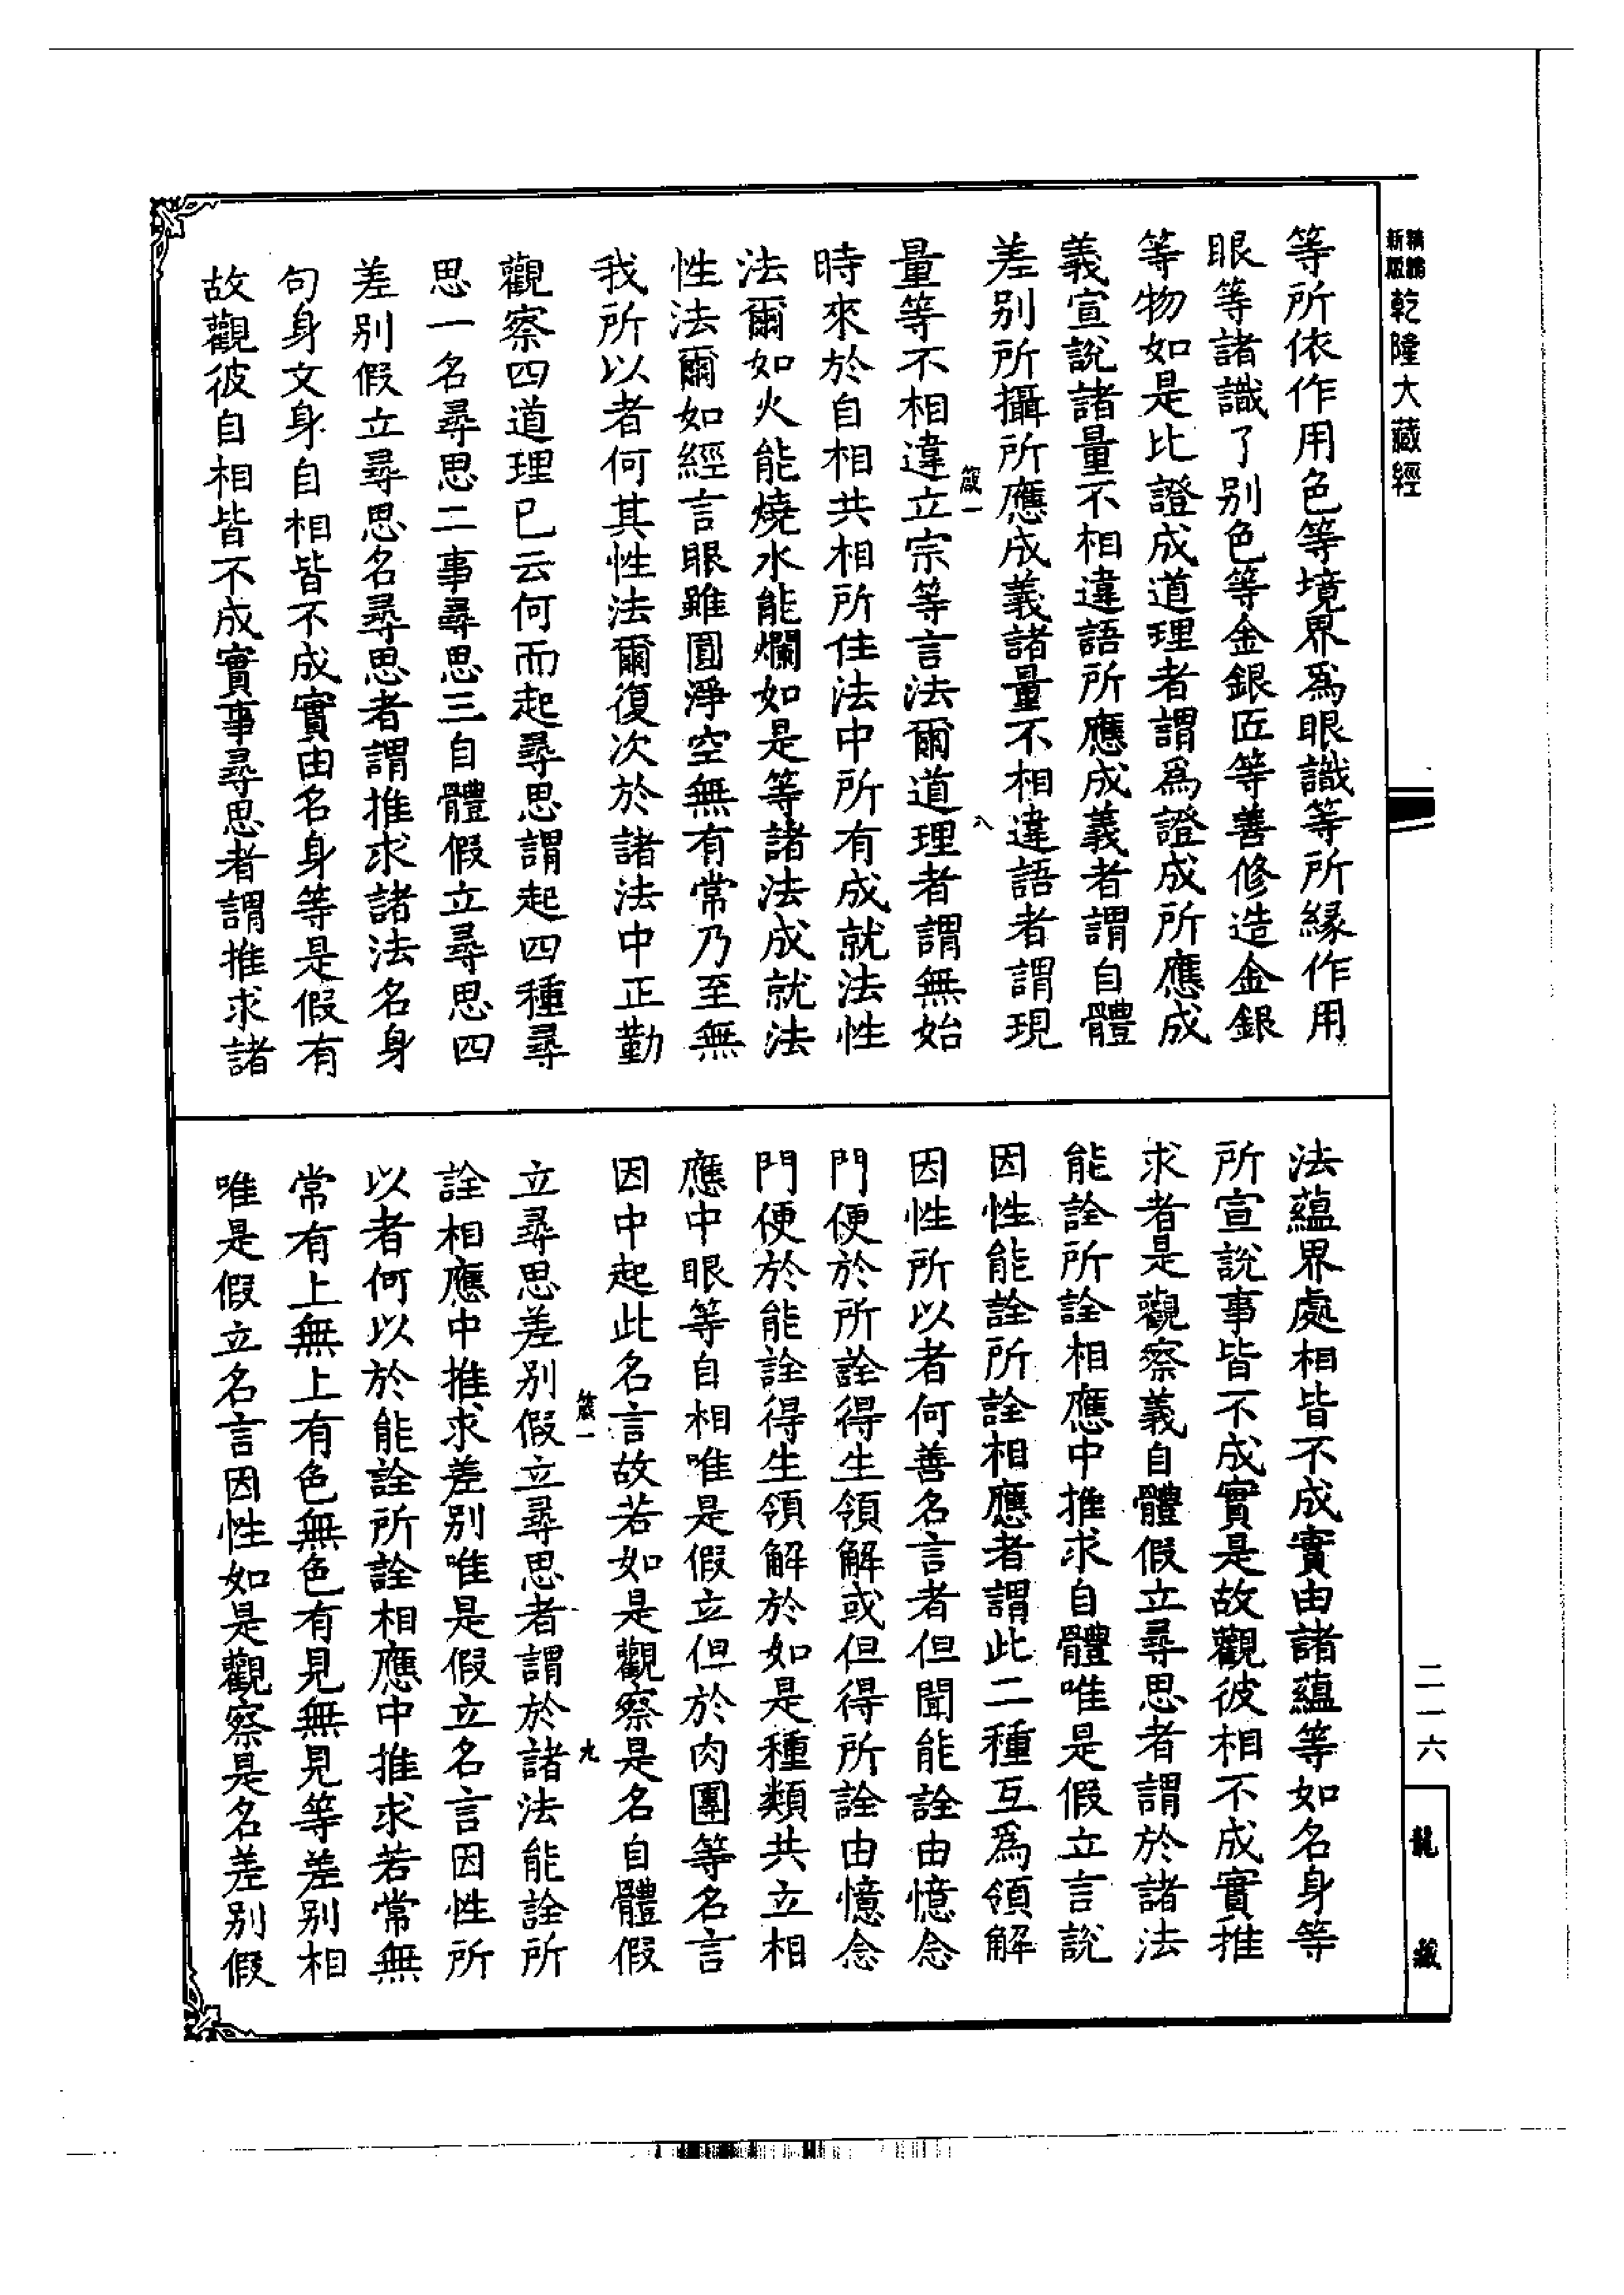 新版精縮乾隆大藏經
等所依作用色等境界為眼識等所緣作用
眼等諸識了別色等金銀匠等善修造金銀
等物如是比證成道理者謂為證成所應成
義宣說諸量不相違語所應成義者謂自體
差別所攝所應成義諸量不相違語者謂現
箴一
八
量等不相違立宗等言法爾道理者謂無始
時來於自相共相所住法中所有成就法性
法爾如火能燒水能爛如是等諸法成就法
性法爾如經言眼雖圓淨空無有常乃至無
我所以者何其性法爾復次於諸法中正勤
觀察四道理已云何而起尋思謂起四種尋
思一名尋思二事尋思三自體假立尋思四
差別假立尋思名尋思者謂推求諸法名身
句身文身自相皆不成實由名身等是假有
故觀彼自相皆不成實事尋思者謂推求諸
法蘊界處相皆不成實由諸蘊等如名身等
所宣說事皆不成實是故觀彼相不成實推
求者是觀察義自體假立尋思者謂於諸法
能詮所詮相應中推求自體唯是假立言說
因性能詮所詮相應者謂此二種互為領解
因性所以者何善名言者但聞能詮由憶念
門便於所詮得生領解或但得所詮由憶念
門便於能詮得生領解於如是種類共立相
應中眼等自相唯是假立但於肉團等名言
因中起此名言故若如是觀察是名自體假
箴一
九
立尋思差別假立尋思者謂於諸法能詮所
詮相應中推求差別唯是假立名言因性所
以者何以於能詮所詮相應中推求若常無
常有上無上有色無色有見無見等差別相
唯是假立名言因性如是觀察是名差別假
二一六
龍藏